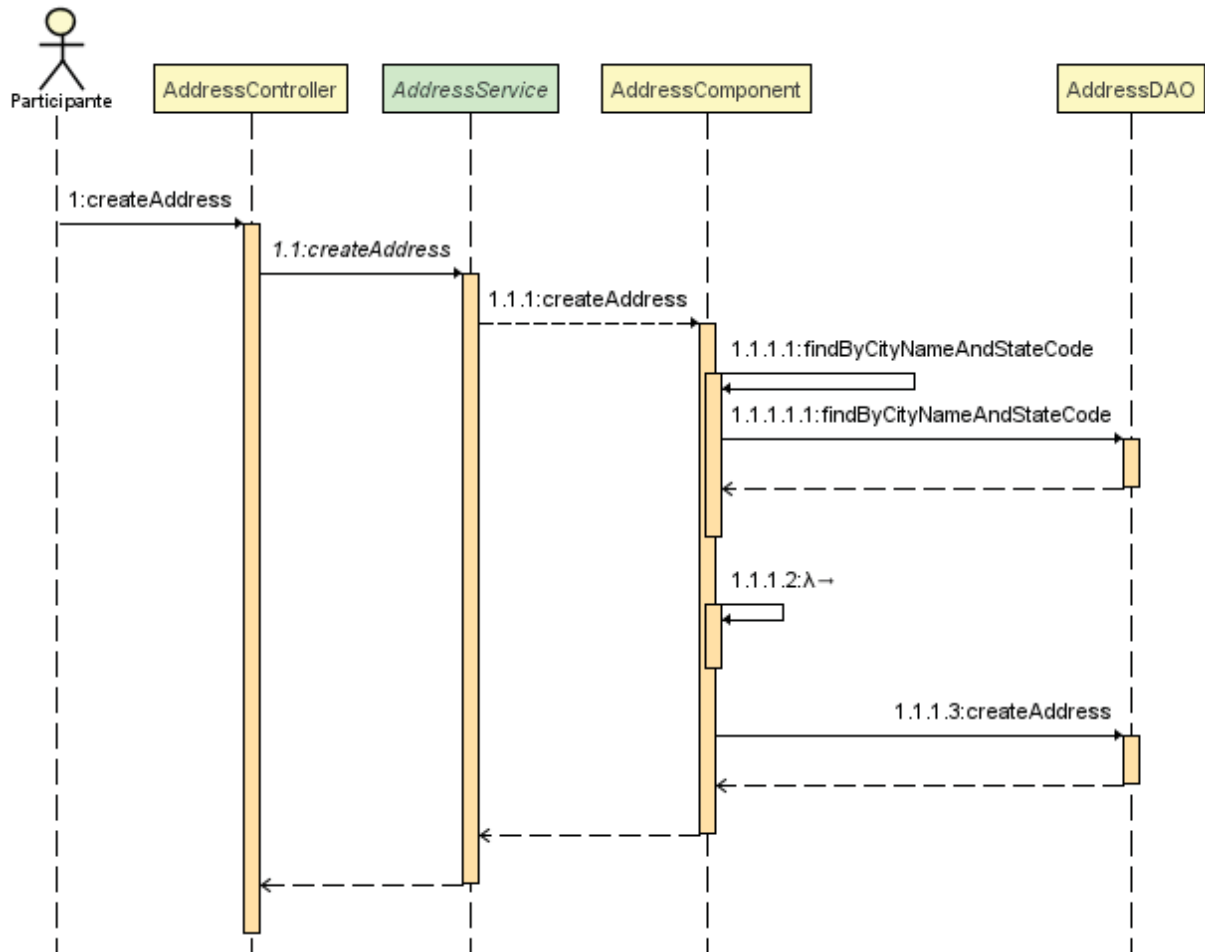 Participante
AddressController
AddressService
AddressComponent
AddressDAO
1:createAddress
1.1:createAddress
1.1.1:createAddress
1.1.1.1:findByCityNameAndStateCode
1.1.1.1.1:findByCityNameAndStateCode
1.1.1.2:λ→
1.1.1.3:createAddress